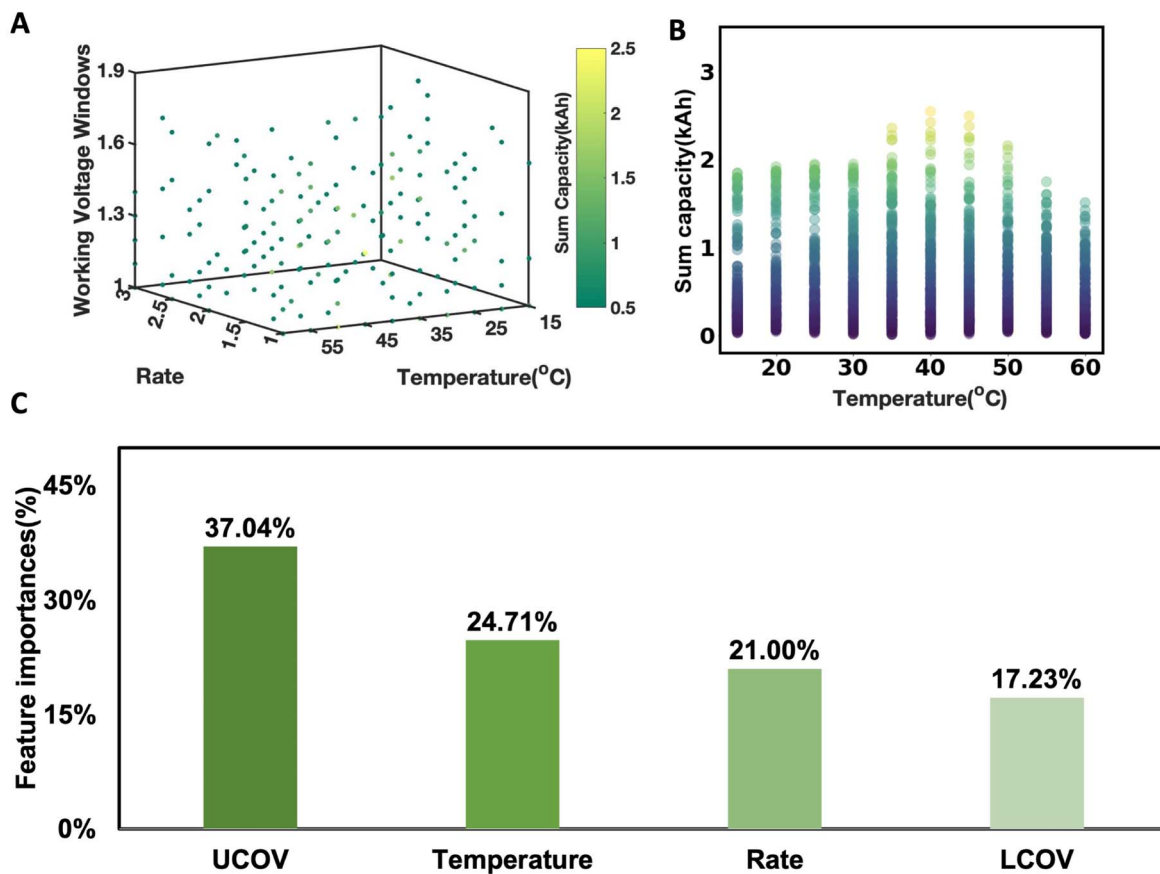 A
Working Voltage Windows
1.9
1.6
1.3
1
3
2.5
2
1.5
1
Rate
55
45
35
25
15
Temperature(°C)
Sum Capacity(kAh)
2.5
2
1.5
1
0.5
B
Sum capacity(kAh)
3
2
1
0
20
30
40
50
60
Temperature(°C)
C
Feature importances(%)
45%
30%
15%
0%
37.04%
24.71%
21.00%
17.23%
UCOV
Temperature
Rate
LCOV